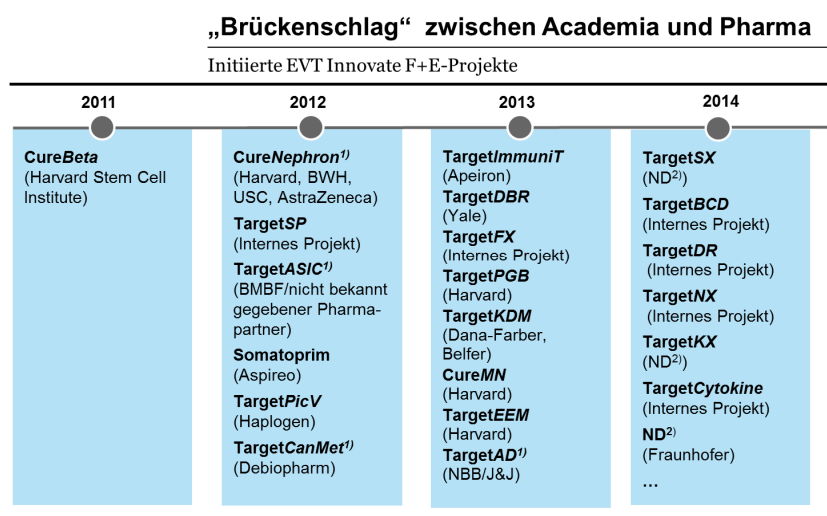 „Brückenschlag“ zwischen Academia und Pharma
Initiierte EVT Innovate F+E-Projekte
2011
2012
2013
2014
CureBeta
(Harvard Stem Cell
Institute)
CureNephron1)
(Harvard, BWH,
USC, AstraZeneca)
TargetSP
(Internes Projekt)
TargetASIC1)
(BMBF/nicht bekannt
gegebener Pharma-
partner)
Somatoprim
(Aspireo)
TargetPicV
(Haplogen)
TargetCanMet1)
(Debiopharm)
TargetImmuniT
(Apeiron)
TargetDBR
(Yale)
TargetFX
(Internes Projekt)
TargetPGB
(Harvard)
TargetKDM
(Dana-Farber,
Belfer)
CureMN
(Harvard)
TargetEEM
(Harvard)
TargetAD1)
(NBB/J&J)
TargetSX
(ND2))
TargetBCD
(Internes Projekt)
TargetDR
(Internes Projekt)
TargetNX
(Internes Projekt)
TargetKX
(ND2))
TargetCytokine
(Internes Projekt)
ND2)
(Fraunhofer)
...